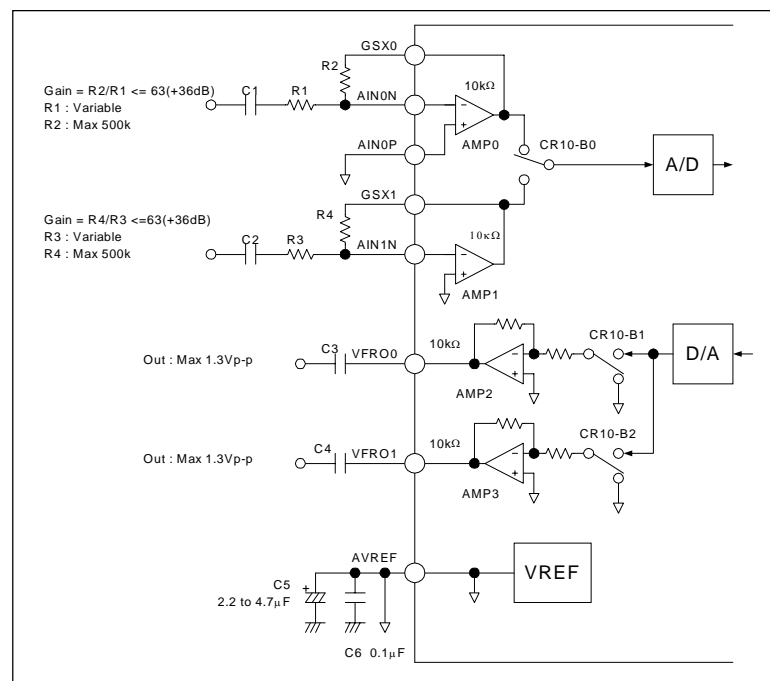 GSX0
R2
Gain = R2/R1 <= 63(+36dB)
R1 : Variable
R2 : Max 500k
C1
R1
AIN0N
10kΩ
AMP0
AIN0P
CR10-B0
A/D
GSX1
R4
Gain = R4/R3 <=63(+36dB)
R3 : Variable
R4 : Max 500k
C2
R3
AIN1N
10κΩ
AMP1
Out : Max 1.3Vp-p
C3
VFRO0
10kΩ
AMP2
CR10-B1
D/A
Out : Max 1.3Vp-p
C4
VFRO1
10kΩ
AMP3
CR10-B2
AVREF
C5
+
2.2 to 4.7μF
C6 0.1μF
VREF